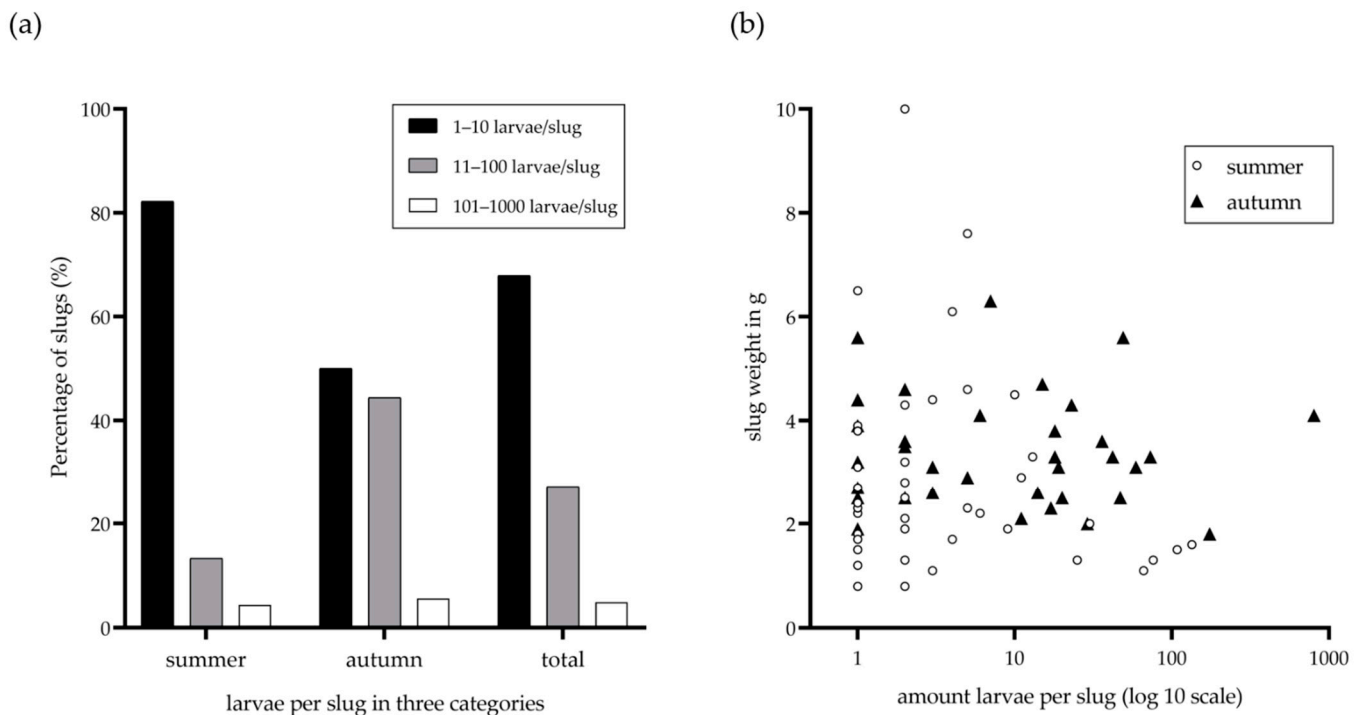 (a)
Percentage of slugs (%)
100
80
60
40
20
0
1–10 larvae/slug
11–100 larvae/slug
101–1000 larvae/slug
summer
autumn
total
larvae per slug in three categories
(b)
slug weight in g
10
8
6
4
2
0
summer
autumn
1
10
100
1000
amount larvae per slug (log 10 scale)